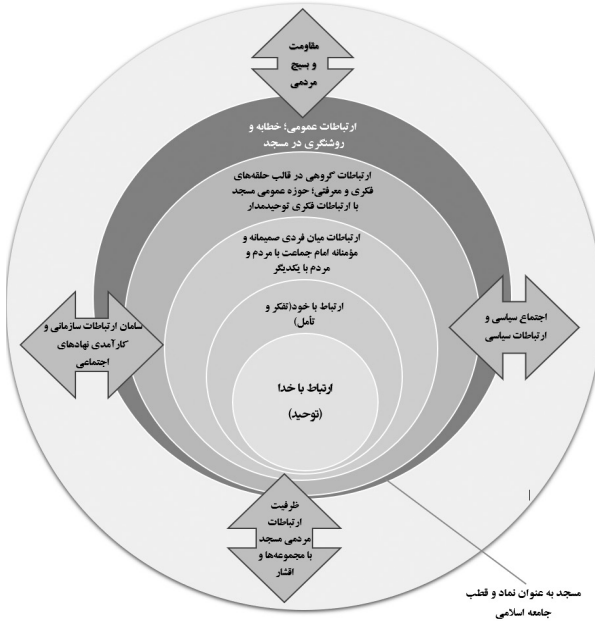 مقاومت
و بسیج
مردمی
ارتباطات عمومی؛ خطابه و
روشنگری در مسجد
ارتباطات گروهی در قالب حلقه‌های
فکری و معرفتی؛ حوزه عمومی مسجد
با ارتباطات فکری توحیدمدار
ارتباطات میان فردی صمیمانه و
مؤمنانه امام جماعت با مردم و
مردم با یکدیگر
ارتباط با خود(تفکر و
تأمل)
ارتباط با خدا
(توحید)
اجتماع سیاسی و
ارتباطات سیاسی
سامان ارتباطات سازمانی و
کارآمدی نهادهای
اجتماعی
ظرفیت
ارتباطات
مردمی مسجد
با مجموعه‌ها و
اقشار
مسجد به عنوان نماد و قطب
جامعه اسلامی